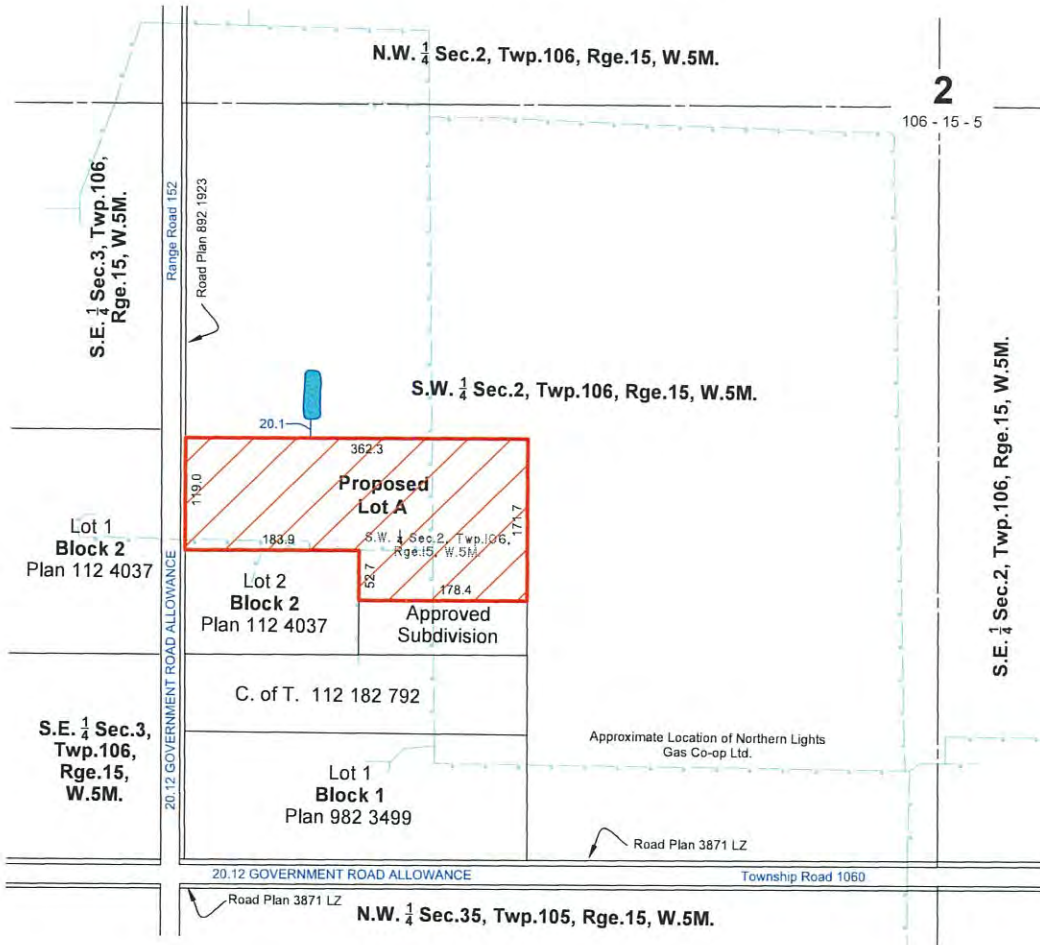 N.W. 1/4 Sec.2, Twp.106, Rge.15, W.5M.
2
106 - 15 - 5
S.E. 1/4 Sec.3, Twp.106,
Rge.15, W.5M.
Range Road 152
Road Plan 892 1923
S.W. 1/4 Sec.2, Twp.106, Rge.15, W.5M.
S.E. 1/4 Sec.2, Twp.106, Rge.15, W.5M.
20.1
362.3
119.0
Proposed
Lot A
171.7
S.W. 1/4 Sec.2, Twp.106,
Rge.15, W.5M.
183.9
52.7
178.4
Lot 1
Block 2
Plan 112 4037
Lot 2
Block 2
Plan 112 4037
Approved
Subdivision
20.12 GOVERNMENT ROAD ALLOWANCE
C. of T. 112 182 792
S.E. 1/4 Sec.3,
Twp.106,
Rge.15,
W.5M.
Approximate Location of Northern Lights
Gas Co-op Ltd.
Lot 1
Block 1
Plan 982 3499
Road Plan 3871 LZ
20.12 GOVERNMENT ROAD ALLOWANCE
Township Road 1060
Road Plan 3871 LZ
N.W. 1/4 Sec.35, Twp.105, Rge.15, W.5M.